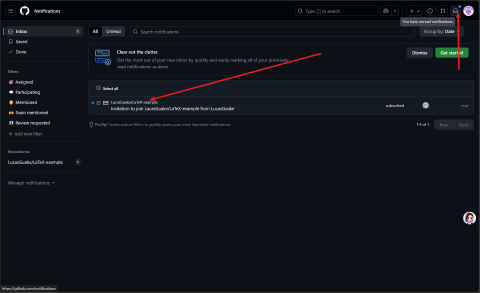 Notifications
Type [/] to search
You have unread notifications
Inbox
1
Saved
Done
Filters
Assigned
Participating
Mentioned
Team mentioned
Review requested
Add new filter
Repositories
LucasGuake/LaTeX-example
1
Manage notifications
All
Unread
Search notifications
Group by: Date
Clear out the clutter.
Get the most out of your new inbox by quickly and easily marking all of your previously
read notifications as done.
Dismiss
Get started
Select all
LucasGuake/LaTeX-example
Invitation to join LucasGuake/LaTeX-example from LucasGuake
subscribed
now
ProTip! Create custom filters to quickly access your most important notifications.
1-1 of 1
Prev
Next
https://github.com/notifications